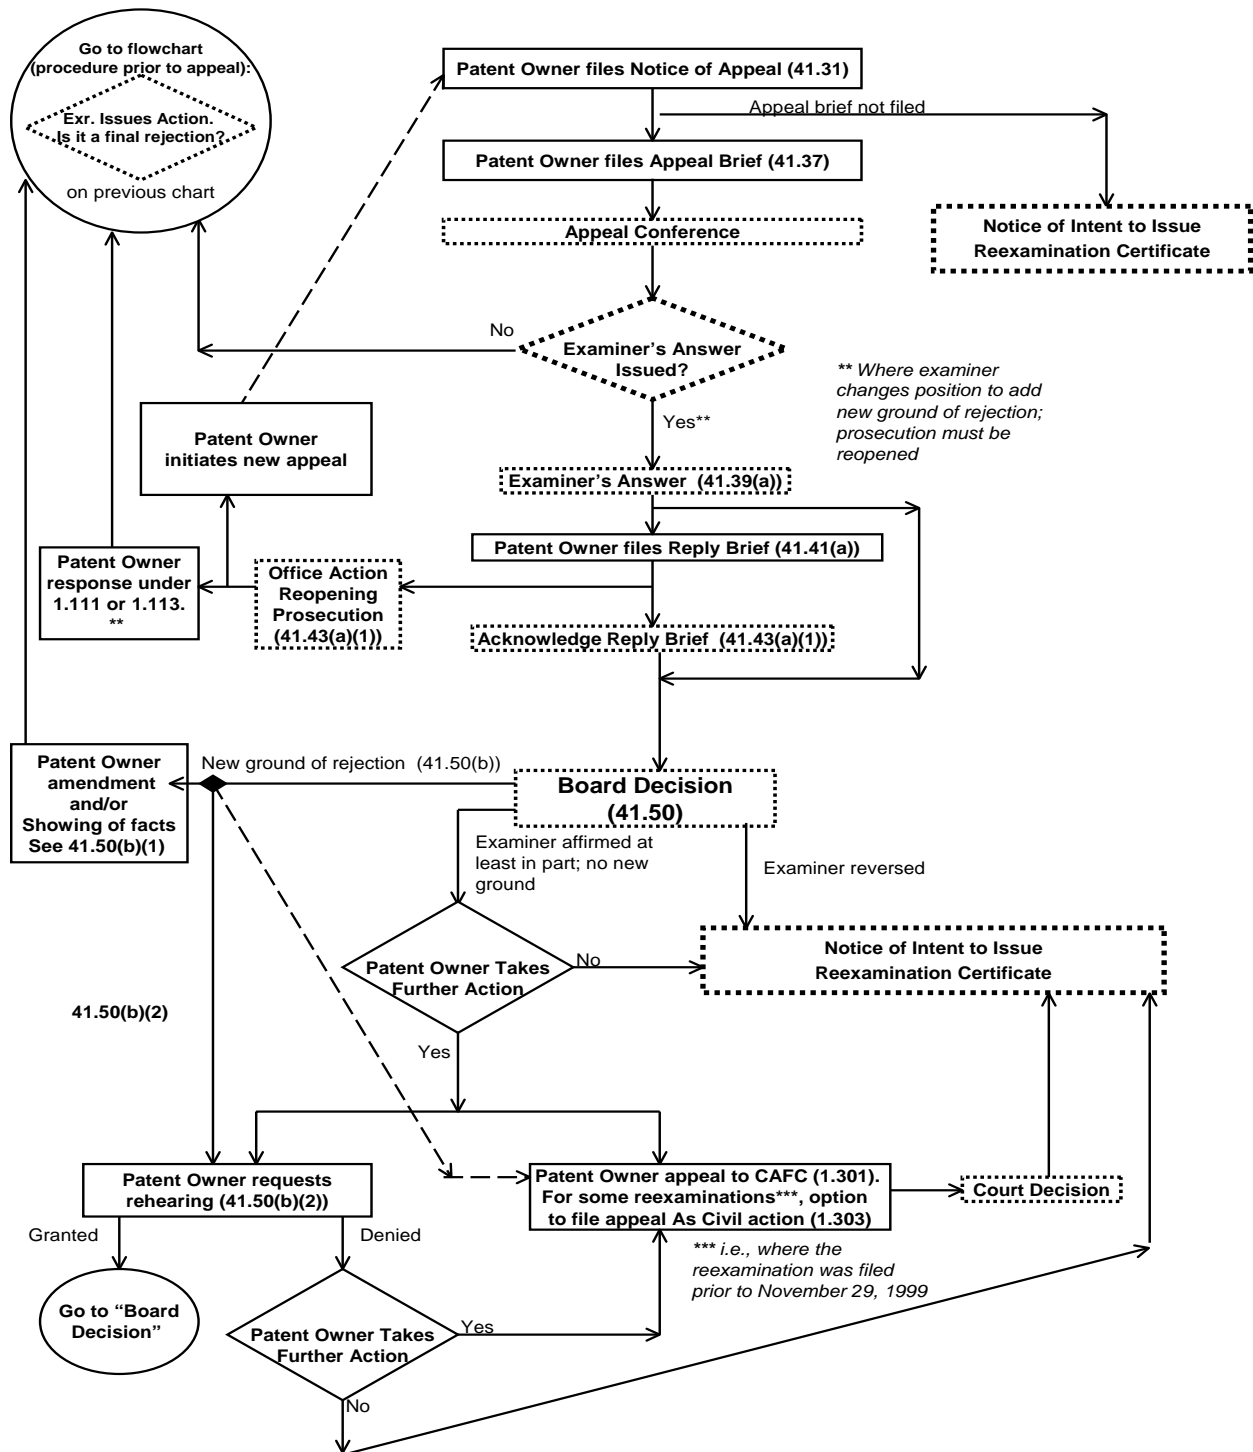 Go to flowchart
(procedure prior to appeal):
Exr. Issues Action.
Is it a final rejection?
on previous chart
Patent Owner files Notice of Appeal (41.31)
Appeal brief not filed
Patent Owner files Appeal Brief (41.37)
Appeal Conference
Notice of Intent to Issue
Reexamination Certificate
No
Examiner's Answer
Issued?
** Where examiner
changes position to add
new ground of rejection;
prosecution must be
reopened
Yes**
Patent Owner
initiates new appeal
Examiner's Answer (41.39(a))
Patent Owner files Reply Brief (41.41(a))
Patent Owner
response under
1.111 or 1.113.
**
Office Action
Reopening
Prosecution
(41.43(a)(1))
Acknowledge Reply Brief (41.43(a)(1))
New ground of rejection (41.50(b))
Patent Owner
amendment
and/or
Showing of facts
See 41.50(b)(1)
Board Decision
(41.50)
Examiner affirmed at
least in part; no new
ground
Examiner reversed
Patent Owner Takes
Further Action
No
Notice of Intent to Issue
Reexamination Certificate
41.50(b)(2)
Yes
Patent Owner requests
rehearing (41.50(b)(2))
Patent Owner appeal to CAFC (1.301).
For some reexaminations***, option
to file appeal As Civil action (1.303)
Court Decision
Granted
Denied
*** i.e., where the
reexamination was filed
prior to November 29, 1999
Go to “Board
Decision”
Patent Owner Takes
Further Action
Yes
No